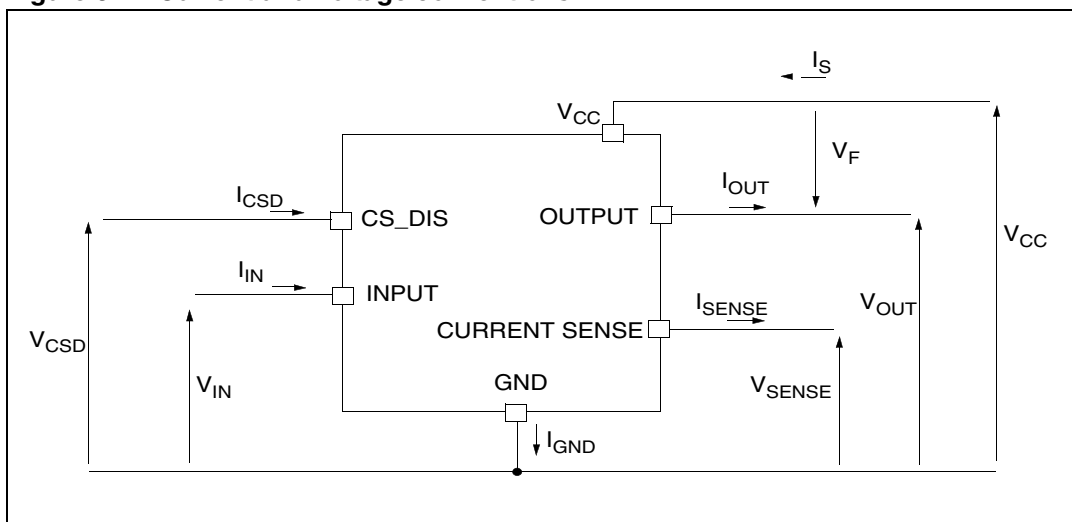 I_S
V_CC
V_F
I_CSD
I_OUT
CS_DIS
OUTPUT
V_CC
I_IN
INPUT
I_SENSE
V_OUT
CURRENT SENSE
V_CSD
V_IN
GND
V_SENSE
I_GND